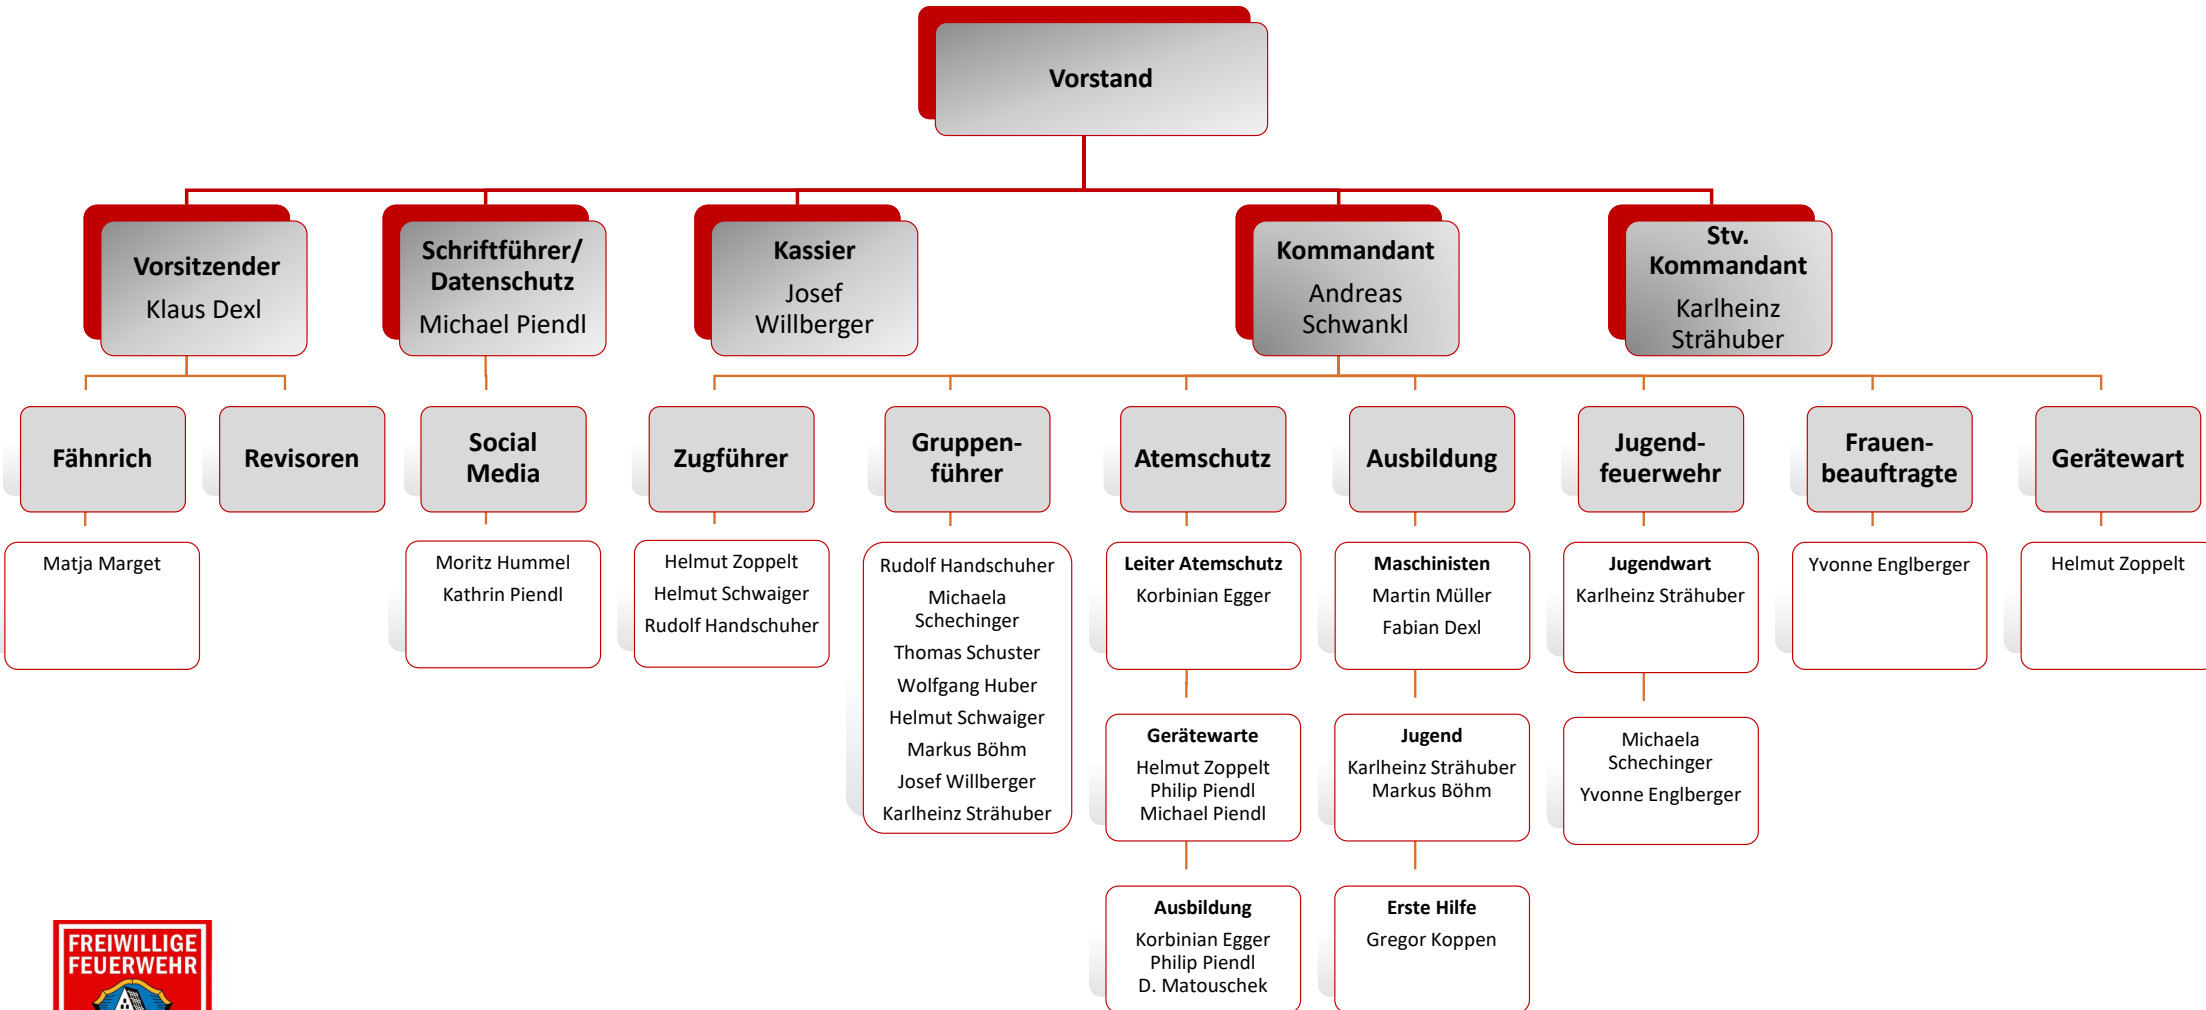 Vorstand
Vorsitzender
Klaus Dexl
Schriftführer/
Datenschutz
Michael Piendl
Kassier
Josef
Willberger
Kommandant
Andreas
Schwankl
Stv.
Kommandant
Karlheinz
Strähuber
Fähnrich
Revisoren
Social
Media
Zugführer
Gruppen-
führer
Atemschutz
Ausbildung
Jugend-
feuerwehr
Frauen-
beauftragte
Gerätewart
Matja Marget
Moritz Hummel
Kathrin Piendl
Helmut Zoppelt
Helmut Schwaiger
Rudolf Handschuher
Rudolf Handschuher
Michaela
Schechinger
Thomas Schuster
Wolfgang Huber
Helmut Schwaiger
Markus Böhm
Josef Willberger
Karlheinz Strähuber
Leiter Atemschutz
Korbinian Egger
Gerätewarte
Helmut Zoppelt
Philip Piendl
Michael Piendl
Ausbildung
Korbinian Egger
Philip Piendl
D. Matouschek
Maschinisten
Martin Müller
Fabian Dexl
Jugend
Karlheinz Strähuber
Markus Böhm
Erste Hilfe
Gregor Koppen
Jugendwart
Karlheinz Strähuber
Michaela
Schechinger
Yvonne Englberger
Yvonne Englberger
Helmut Zoppelt
FREIWILLIGE
FEUERWEHR